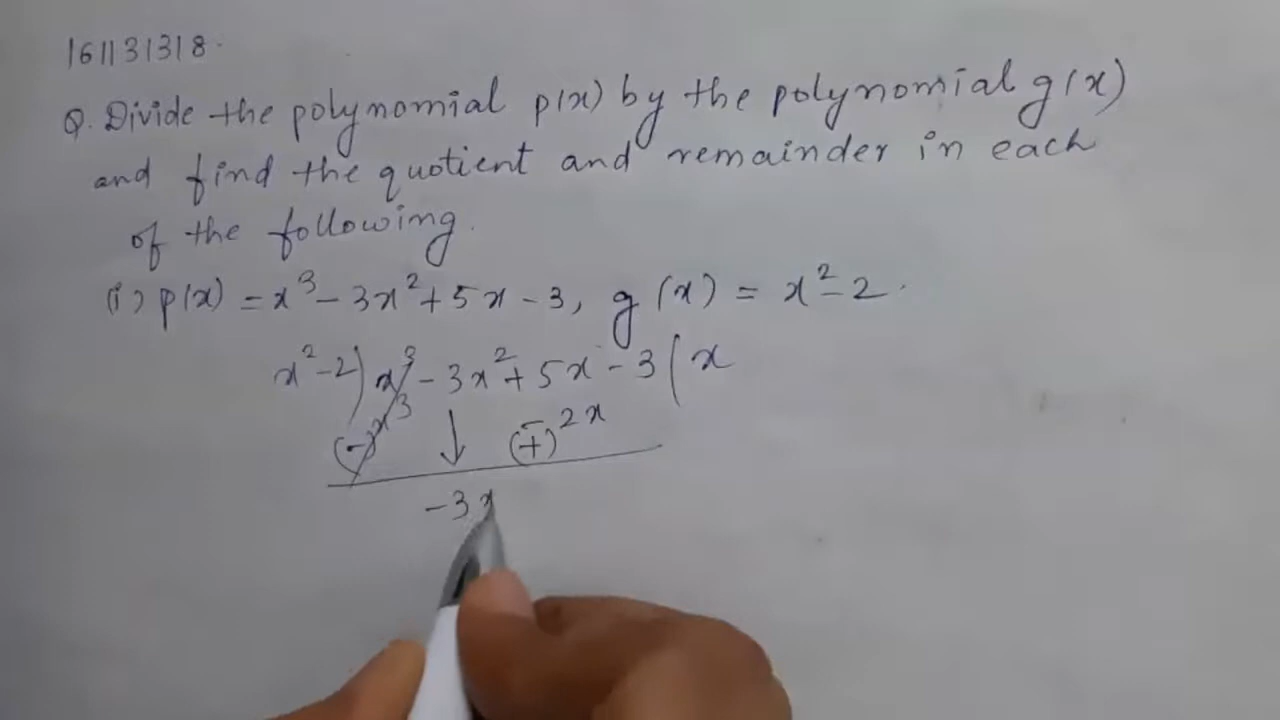 161131318.
Q. Divide the polynomial p(x) by the polynomial g(x)
and find the quotient and remainder in each
of the following.
(i) p(x) = x³ - 3x² + 5x - 3, g(x) = x² - 2.
x² - 2) x³ - 3x² + 5x - 3 ( x
(-) x³ ↓ (+)⁻ 2x
- 3x